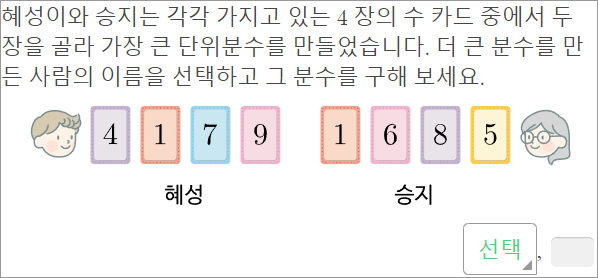 혜성이와 승지는 각각 가지고 있는 4 장의 수 카드 중에서 두
장을 골라 가장 큰 단위분수를 만들었습니다. 더 큰 분수를 만
든 사람의 이름을 선택하고 그 분수를 구해 보세요.
4 1 7 9 1 6 8 5
혜성 승지
선택 ,